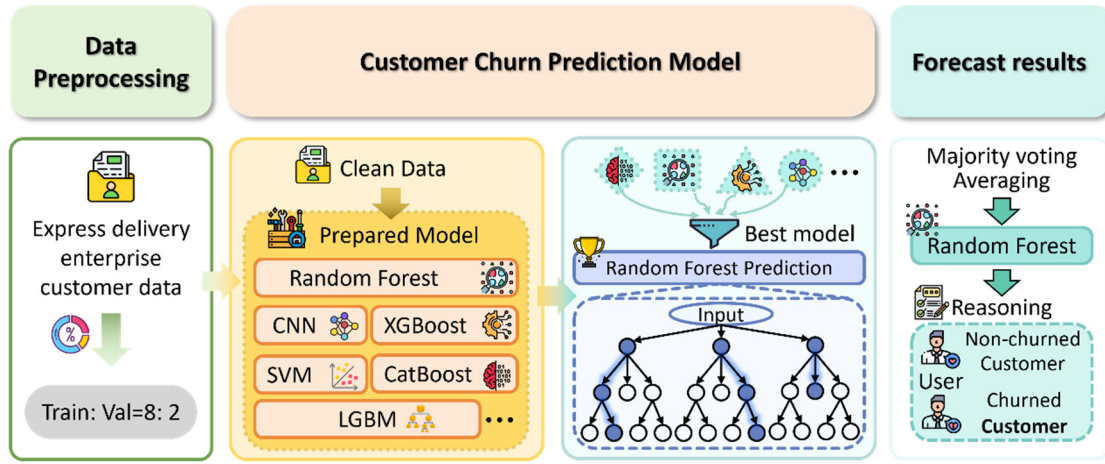 Data
Preprocessing
Customer Churn Prediction Model
Forecast results
Express delivery
enterprise
customer data
%
Train: Val=8: 2
Clean Data
Prepared Model
Random Forest
CNN
XGBoost
SVM
CatBoost
LGBM
...
...
Best model
Random Forest Prediction
Input
Majority voting
Averaging
Random Forest
Reasoning
Non-churned
Customer
User
Churned
Customer